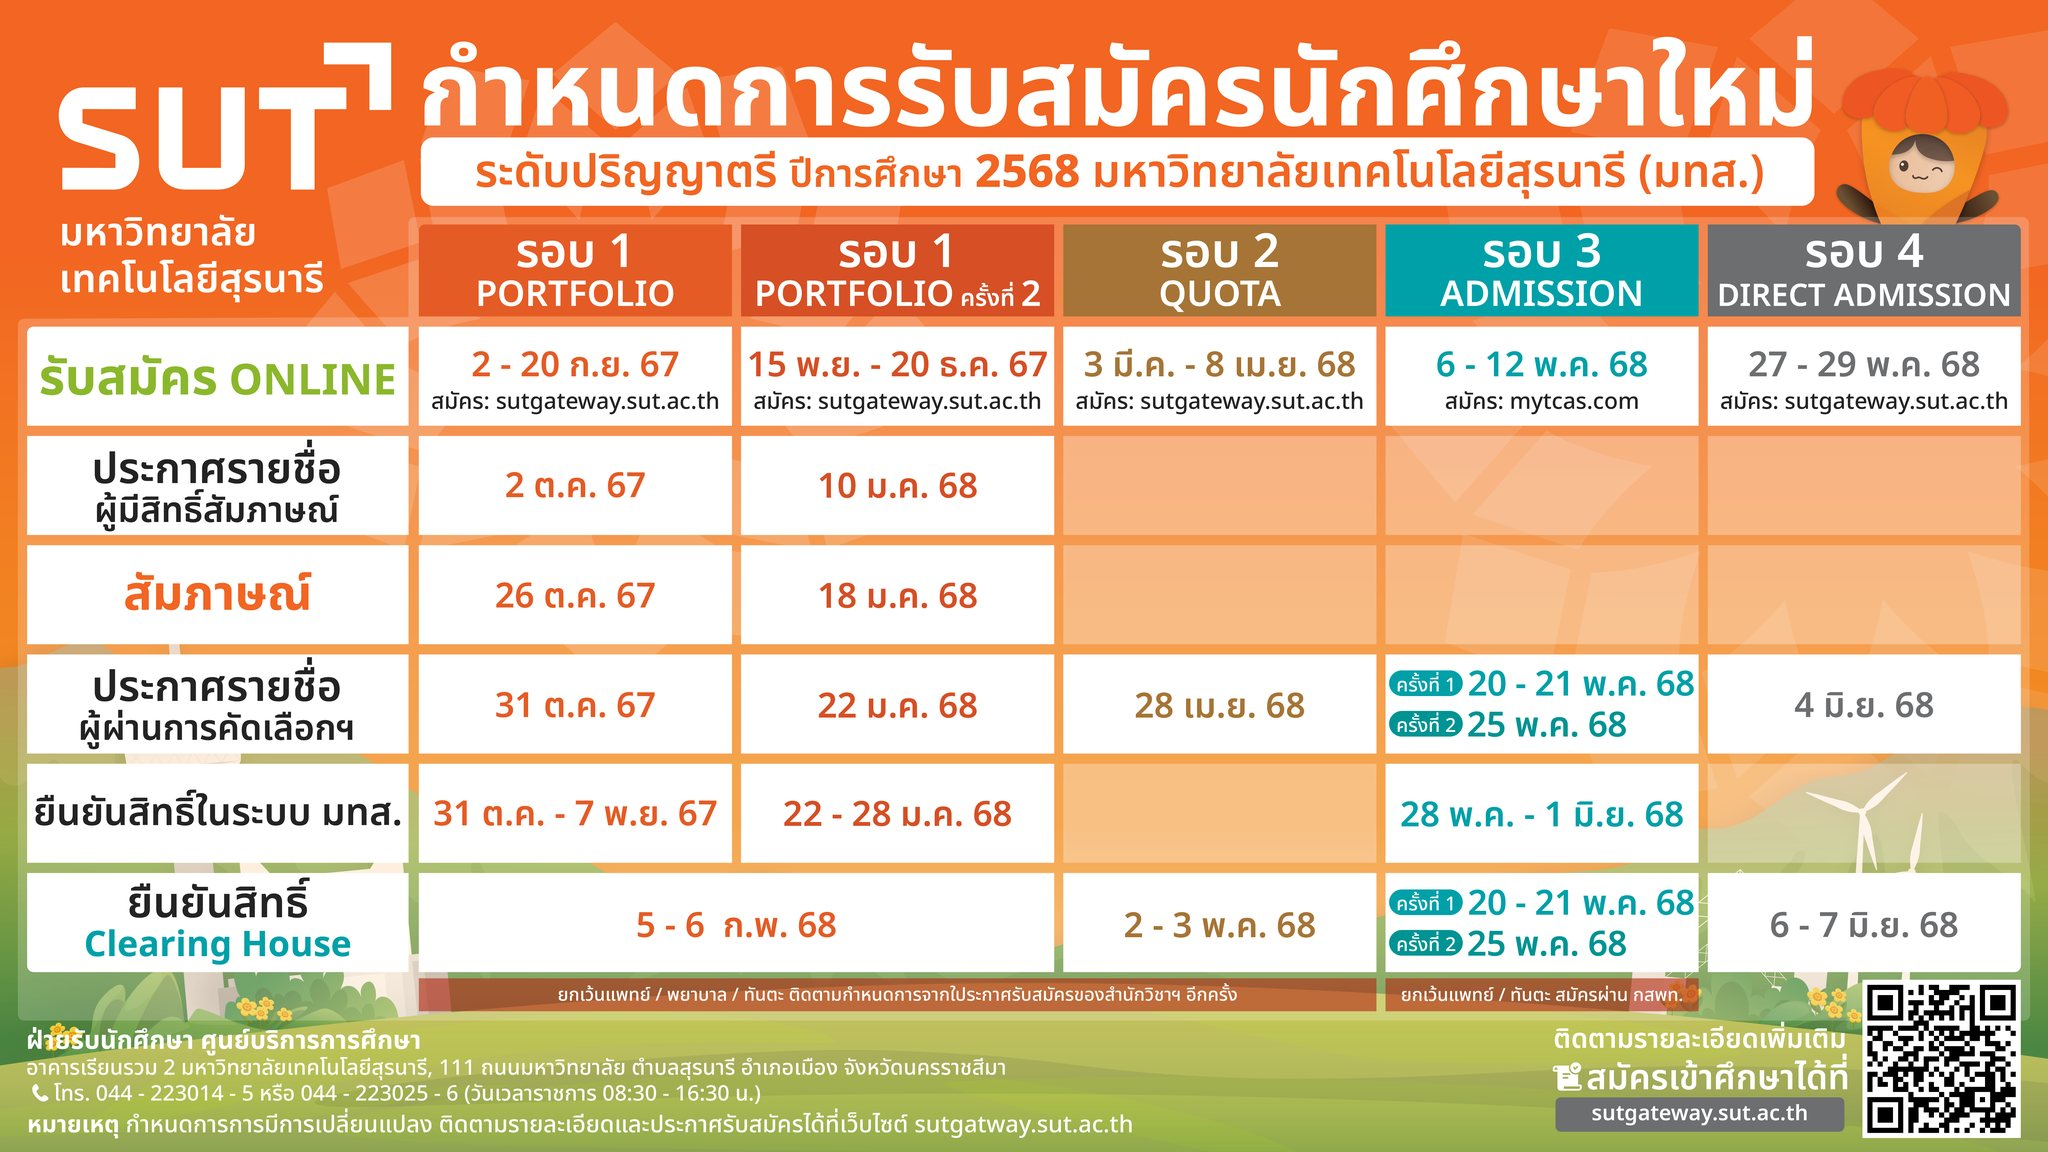 SUT
มหาวิทยาลัย
เทคโนโลยีสุรนารี
กำหนดการรับสมัครนักศึกษาใหม่
ระดับปริญญาตรี ปีการศึกษา 2568 มหาวิทยาลัยเทคโนโลยีสุรนารี (มทส.)
รอบ 1
PORTFOLIO
รอบ 1
PORTFOLIO ครั้งที่ 2
รอบ 2
QUOTA
รอบ 3
ADMISSION
รอบ 4
DIRECT ADMISSION
รับสมัคร ONLINE
2 - 20 ก.ย. 67
สมัคร: sutgateway.sut.ac.th
15 พ.ย. - 20 ธ.ค. 67
สมัคร: sutgateway.sut.ac.th
3 มี.ค. - 8 เม.ย. 68
สมัคร: sutgateway.sut.ac.th
6 - 12 พ.ค. 68
สมัคร: mytcas.com
27 - 29 พ.ค. 68
สมัคร: sutgateway.sut.ac.th
ประกาศรายชื่อ
ผู้มีสิทธิ์สัมภาษณ์
2 ต.ค. 67
10 ม.ค. 68
สัมภาษณ์
26 ต.ค. 67
18 ม.ค. 68
ประกาศรายชื่อ
ผู้ผ่านการคัดเลือกฯ
31 ต.ค. 67
22 ม.ค. 68
28 เม.ย. 68
ครั้งที่ 1 20 - 21 พ.ค. 68
ครั้งที่ 2 25 พ.ค. 68
4 มิ.ย. 68
ยืนยันสิทธิ์ในระบบ มทส.
31 ต.ค. - 7 พ.ย. 67
22 - 28 ม.ค. 68
28 พ.ค. - 1 มิ.ย. 68
ยืนยันสิทธิ์
Clearing House
5 - 6 ก.พ. 68
2 - 3 พ.ค. 68
ครั้งที่ 1 20 - 21 พ.ค. 68
ครั้งที่ 2 25 พ.ค. 68
6 - 7 มิ.ย. 68
ยกเว้นแพทย์ / พยาบาล / ทันตะ ติดตามกำหนดการจากใประกาศรับสมัครของสำนักวิชาฯ อีกครั้ง
ยกเว้นแพทย์ / ทันตะ สมัครผ่าน กสพท.
ฝ่ายรับนักศึกษา ศูนย์บริการการศึกษา
อาคารเรียนรวม 2 มหาวิทยาลัยเทคโนโลยีสุรนารี, 111 ถนนมหาวิทยาลัย ตำบลสุรนารี อำเภอเมือง จังหวัดนครราชสีมา
โทร. 044 - 223014 - 5 หรือ 044 - 223025 - 6 (วันเวลาราชการ 08:30 - 16:30 น.)
หมายเหตุ กำหนดการการมีการเปลี่ยนแปลง ติดตามรายละเอียดและประกาศรับสมัครได้ที่เว็บไซต์ sutgatway.sut.ac.th
ติดตามรายละเอียดเพิ่มเติม
สมัครเข้าศึกษาได้ที่
sutgateway.sut.ac.th